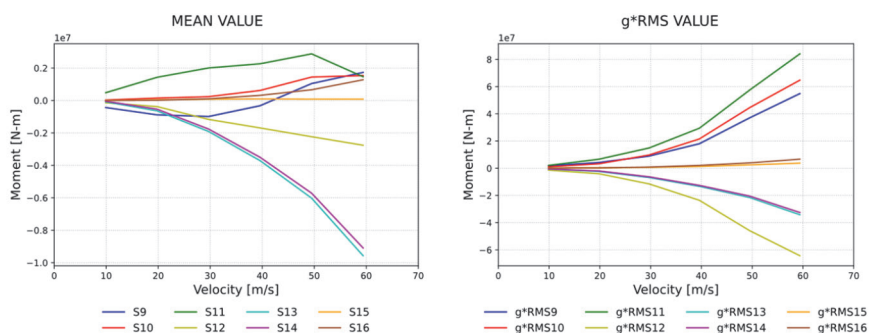 MEAN VALUE
1e7
0.2
0.0
−0.2
−0.4
−0.6
−0.8
−1.0
Moment [N-m]
0 10 20 30 40 50 60 70
Velocity [m/s]
S9 S11 S13 S15
S10 S12 S14 S16
g*RMS VALUE
1e7
8
6
4
2
0
−2
−4
−6
Moment [N-m]
0 10 20 30 40 50 60 70
Velocity [m/s]
g*RMS9 g*RMS11 g*RMS13 g*RMS15
g*RMS10 g*RMS12 g*RMS14 g*RMS16